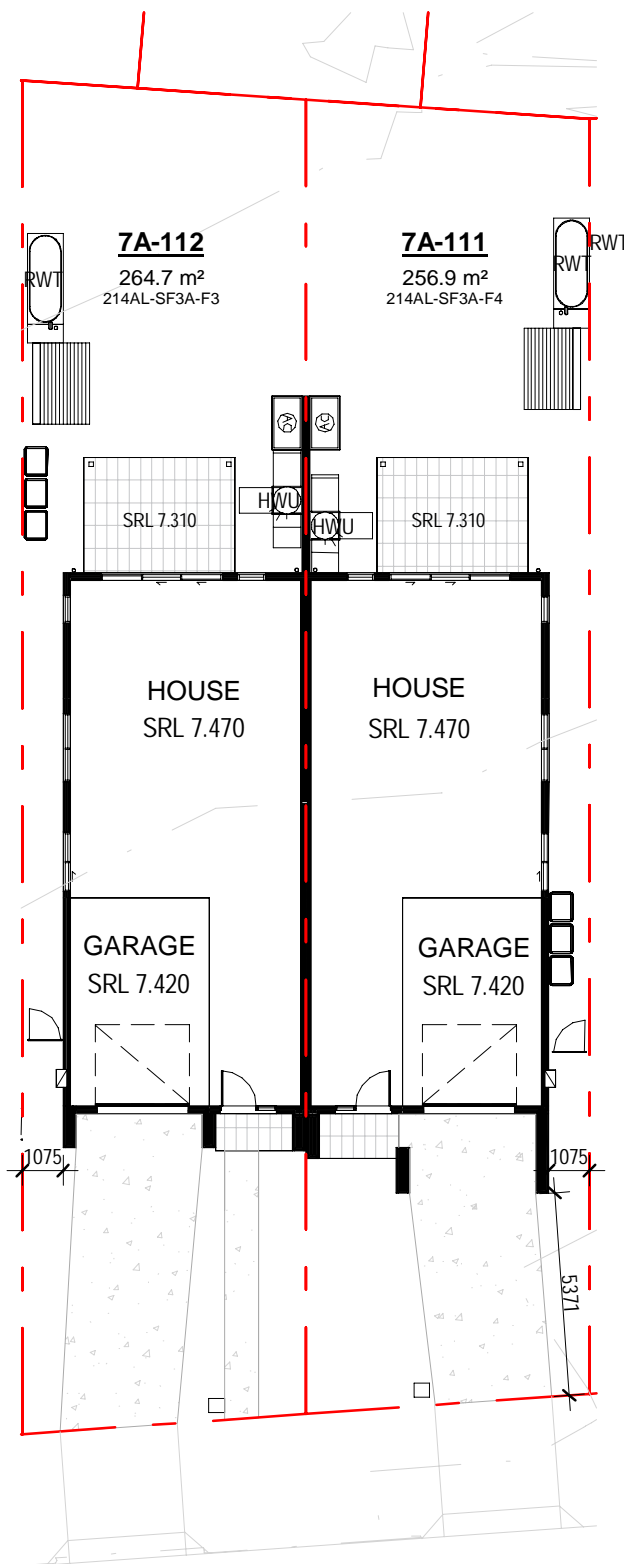 7A-112
264.7 m²
214AL-SF3A-F3
7A-111
256.9 m²
214AL-SF3A-F4
RWT
RWT
RWT
AC
AC
HWU
HWU
SRL 7.310
SRL 7.310
HOUSE
SRL 7.470
HOUSE
SRL 7.470
GARAGE
SRL 7.420
GARAGE
SRL 7.420
1075
1075
5371